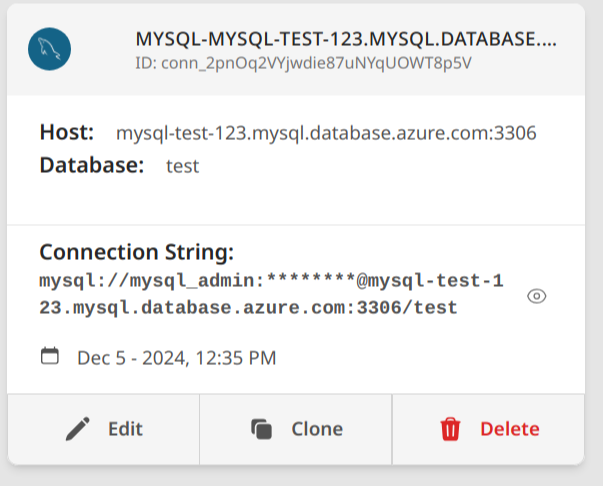 MYSQL-MYSQL-TEST-123.MYSQL.DATABASE....
ID: conn_2pnOq2VYjwdie87uNYqUOWT8p5V
Host: mysql-test-123.mysql.database.azure.com:3306
Database: test
Connection String:
mysql://mysql_admin:********@mysql-test-1
23.mysql.database.azure.com:3306/test
Dec 5 - 2024, 12:35 PM
Edit Clone Delete